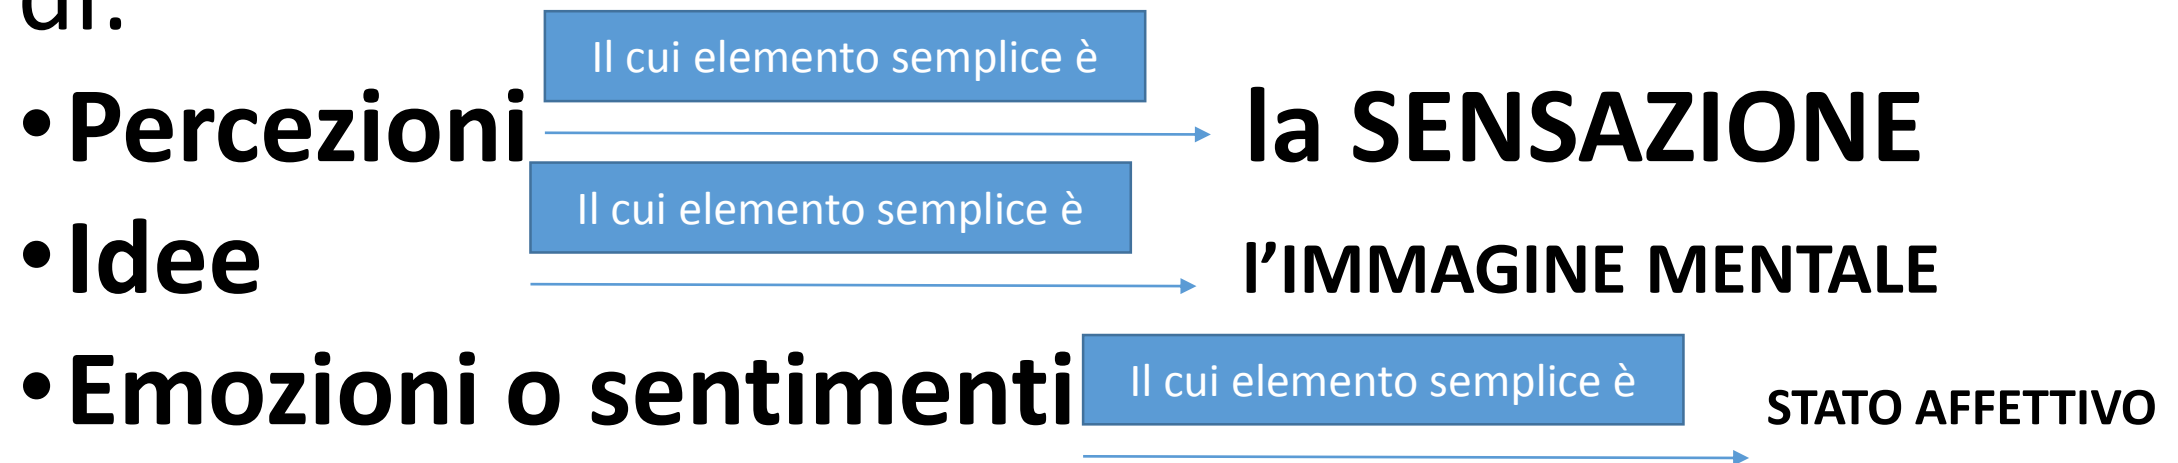 di:
Il cui elemento semplice è
•Percezioni la SENSAZIONE
Il cui elemento semplice è
•Idee l’IMMAGINE MENTALE
•Emozioni o sentimenti Il cui elemento semplice è STATO AFFETTIVO